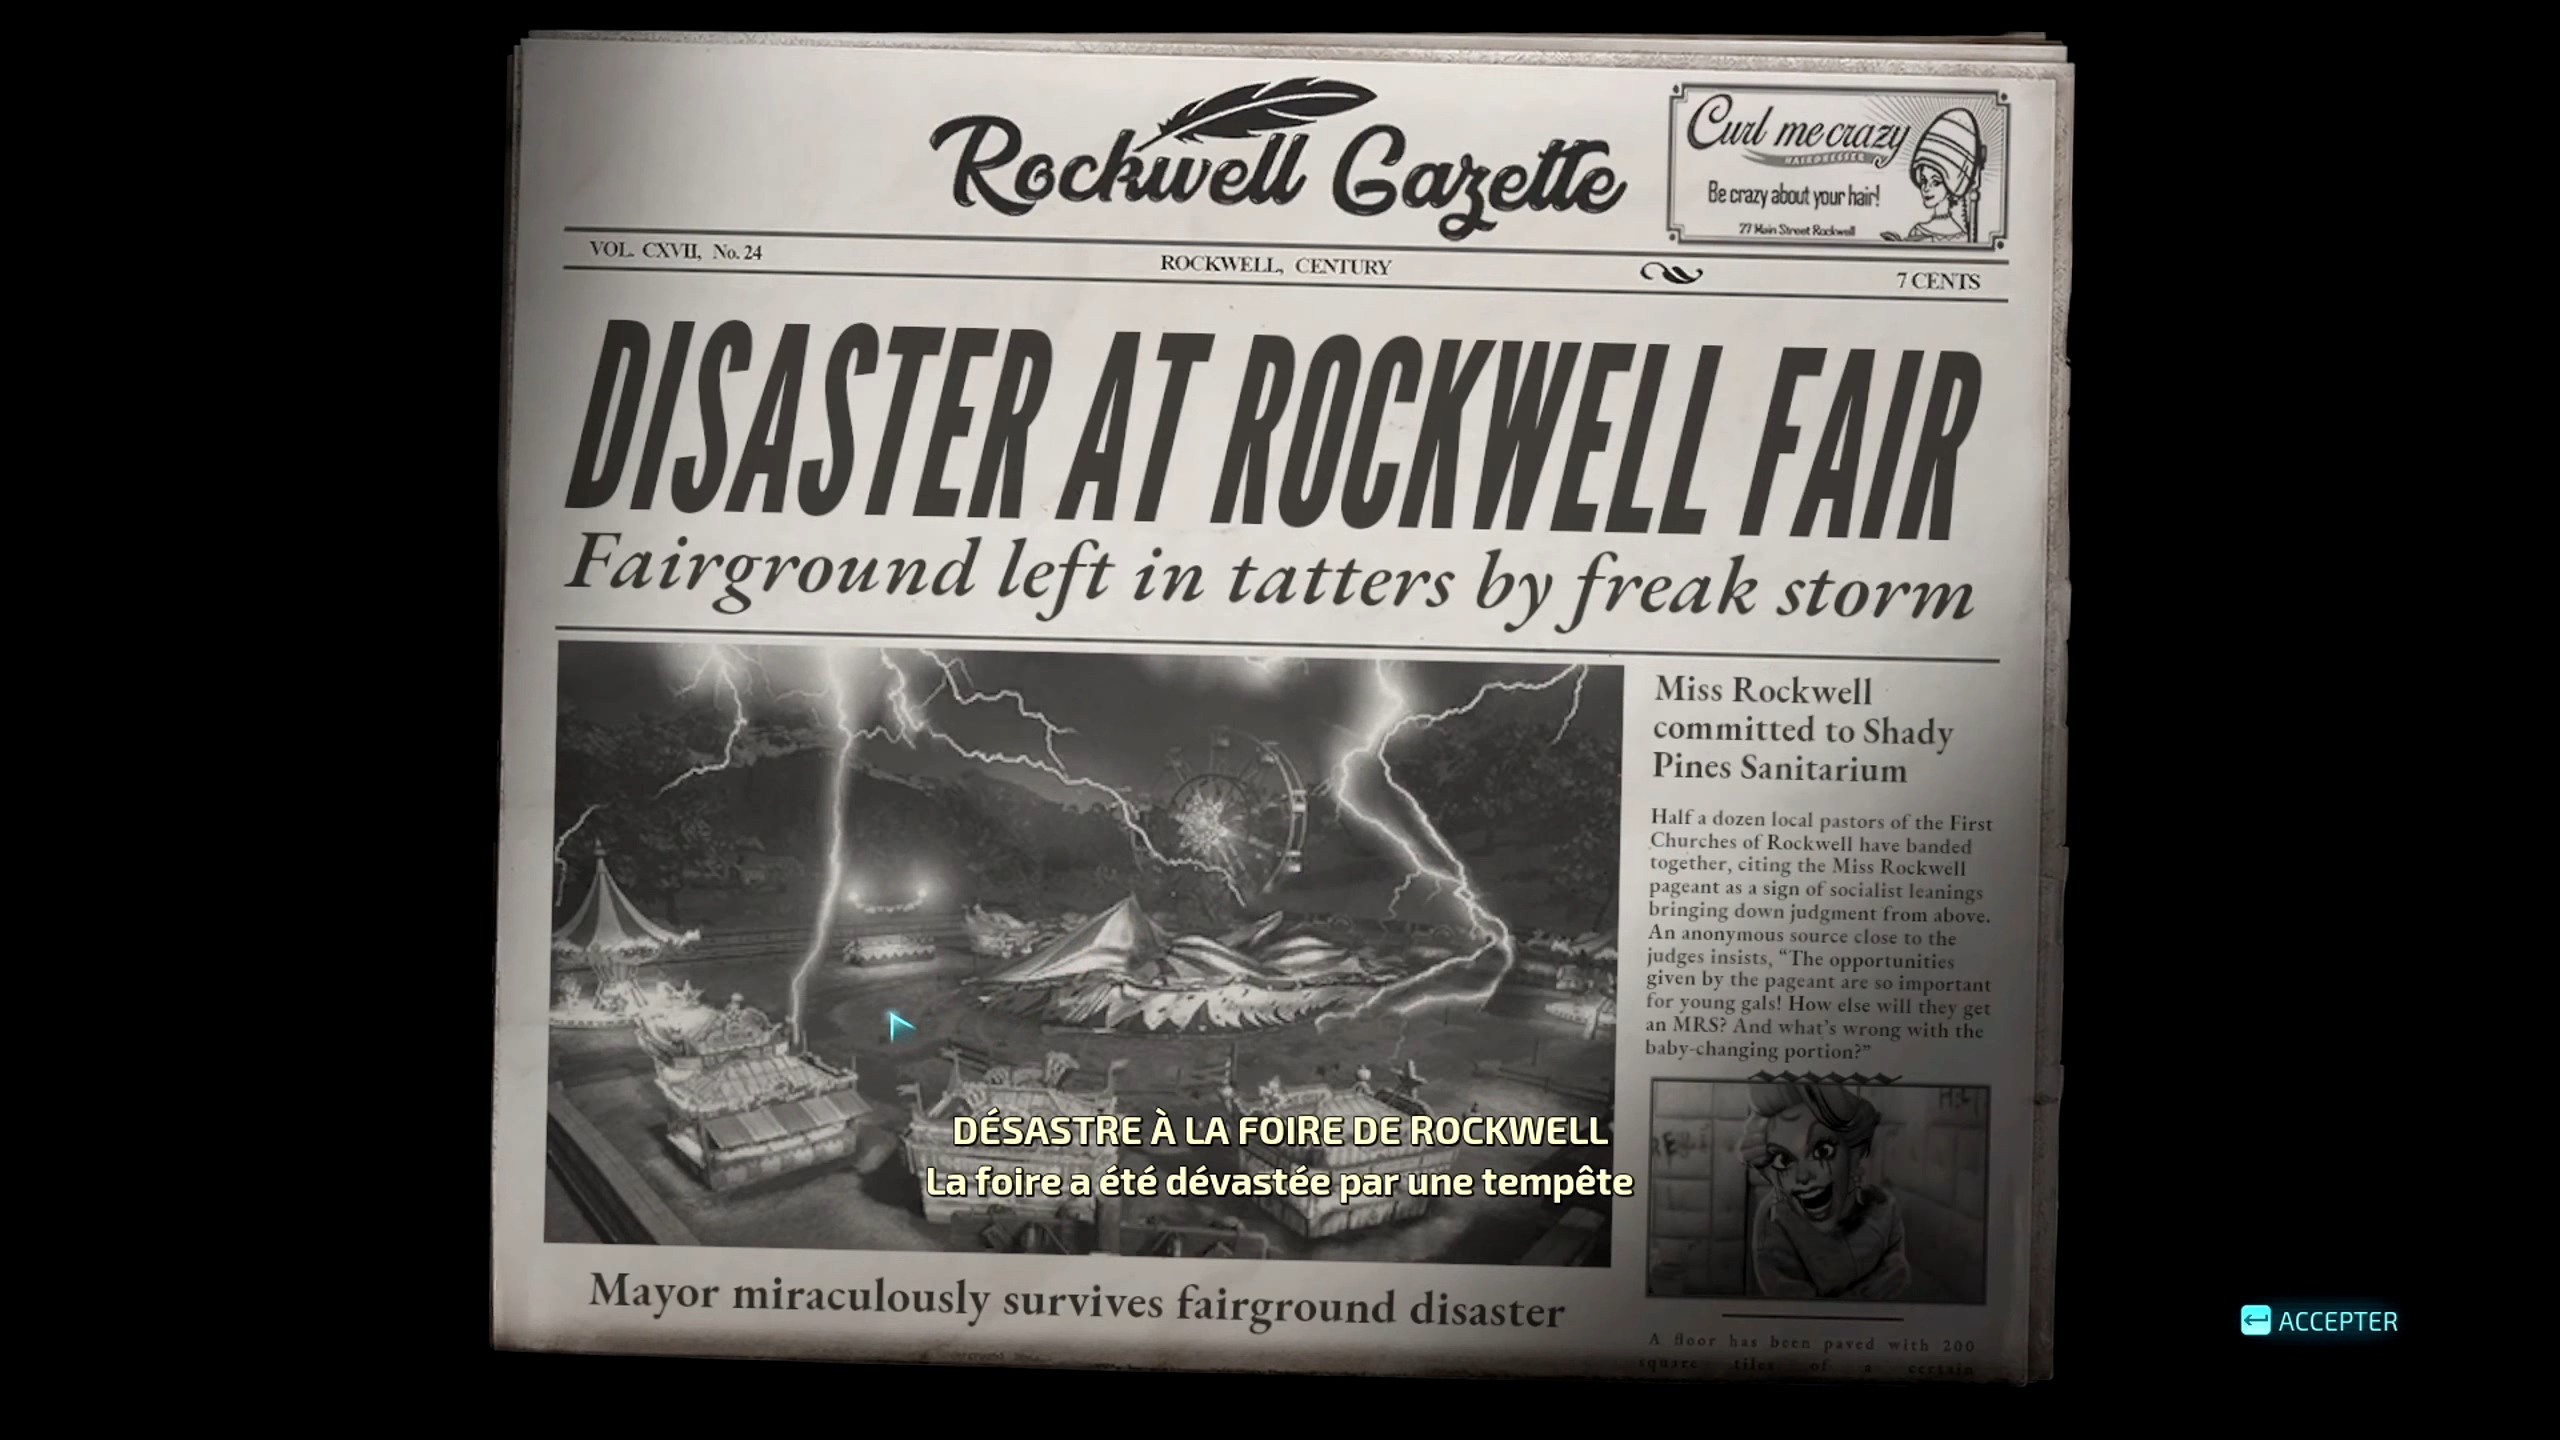 Rockwell Gazette
Curl me crazy
HAIRDRESSER
Be crazy about your hair!
27 Main Street Rockwell
VOL. CXVII, No. 24
ROCKWELL, CENTURY
7 CENTS
DISASTER AT ROCKWELL FAIR
Fairground left in tatters by freak storm
Miss Rockwell
committed to Shady
Pines Sanitarium
Half a dozen local pastors of the First
Churches of Rockwell have banded
together, citing the Miss Rockwell
pageant as a sign of socialist leanings
bringing down judgment from above.
An anonymous source close to the
judges insists, “The opportunities
given by the pageant are so important
for young gals! How else will they get
an MRS? And what’s wrong with the
baby-changing portion?”
DÉSASTRE À LA FOIRE DE ROCKWELL
La foire a été dévastée par une tempête
Mayor miraculously survives fairground disaster
A floor has been paved with 200
square tiles of a certain
ACCEPTER